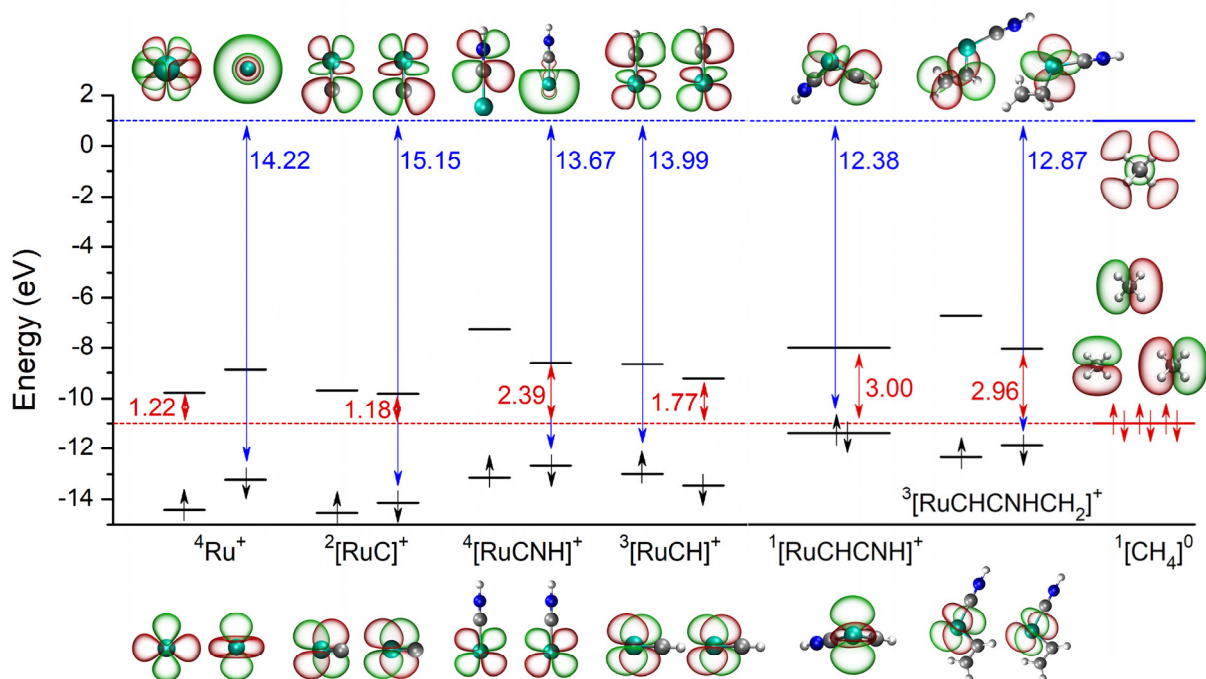 2
0
-2
-4
-6
-8
-10
-12
-14
Energy (eV)
14.22
15.15
13.67
13.99
12.38
12.87
1.22
1.18
2.39
1.77
3.00
2.96
³[RuCHCNHCH₂]⁺
⁴Ru⁺
²[RuC]⁺
⁴[RuCNH]⁺
³[RuCH]⁺
¹[RuCHCNH]⁺
¹[CH₄]⁰